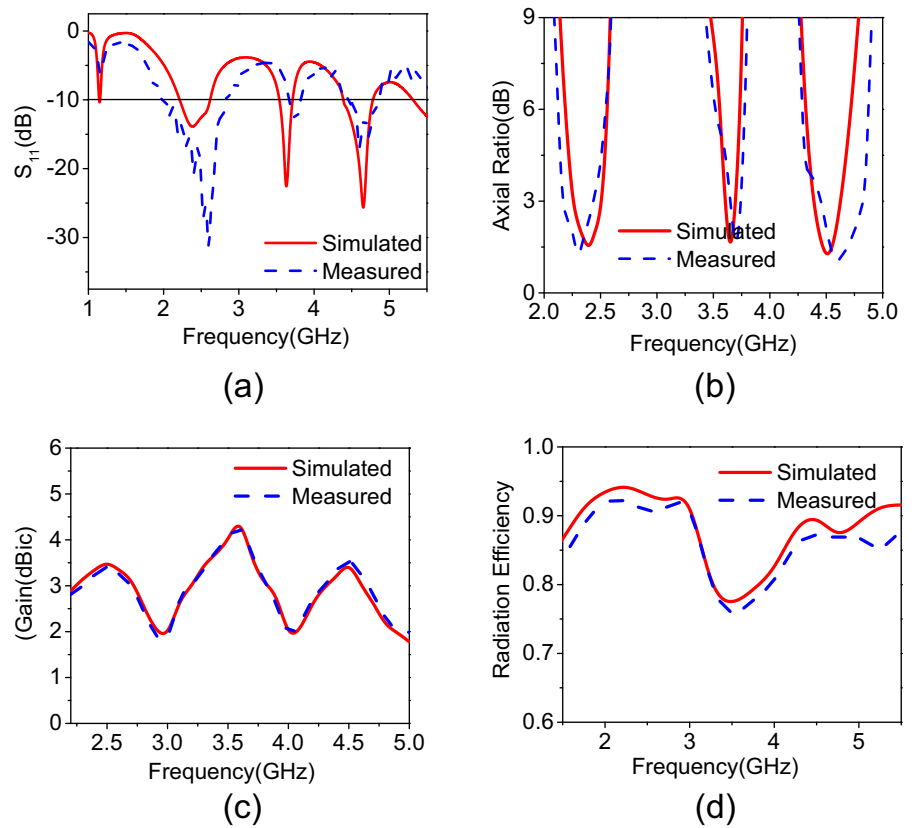 0
-10
-20
-30
S11(dB)
Simulated
Measured
1 2 3 4 5
Frequency(GHz)
(a)
9
6
3
0
Axial Ratio(dB)
Simulated
Measured
2.0 2.5 3.0 3.5 4.0 4.5 5.0
Frequency(GHz)
(b)
6
5
4
3
2
1
0
(Gain(dBic)
Simulated
Measured
2.5 3.0 3.5 4.0 4.5 5.0
Frequency(GHz)
(c)
1.0
0.9
0.8
0.7
0.6
Radiation Efficiency
Simulated
Measured
2 3 4 5
Frequency(GHz)
(d)